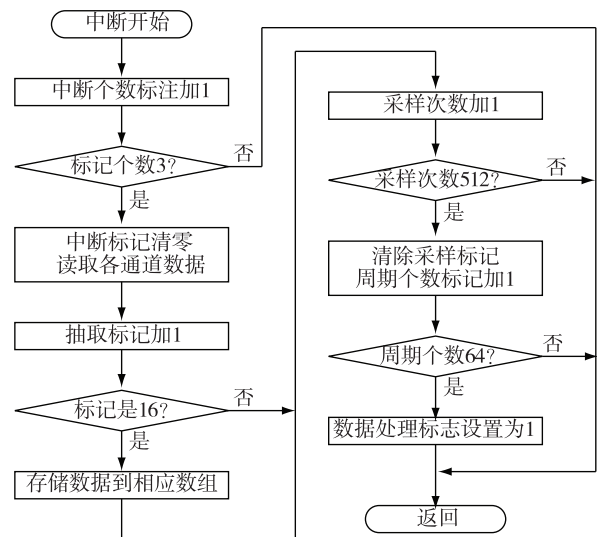 中断开始
中断个数标注加1
标记个数3?
否
是
中断标记清零
读取各通道数据
抽取标记加1
标记是16?
否
是
存储数据到相应数组
采样次数加1
采样次数512?
否
是
清除采样标记
周期个数标记加1
周期个数64?
否
是
数据处理标志设置为1
返回